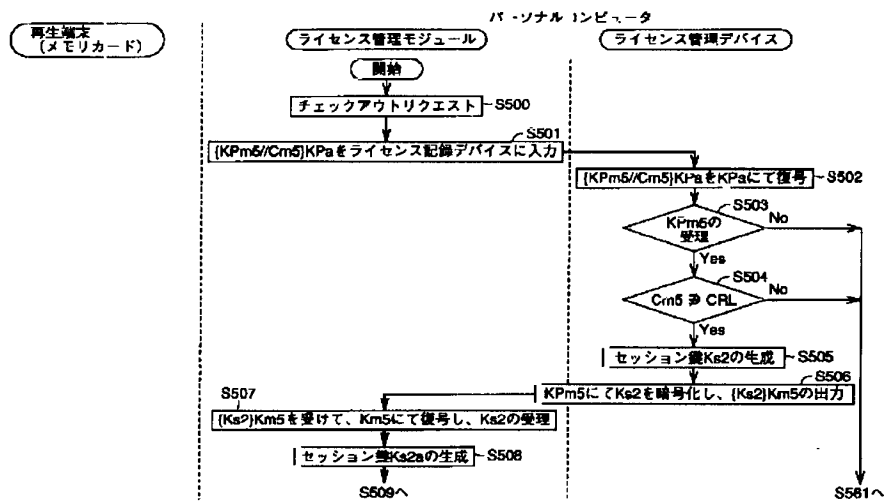 パーソナルコンピュータ
再生端末
(メモリカード)
ライセンス管理モジュール
ライセンス管理デバイス
開始
チェックアウトリクエスト
S500
S501
{KPm5//Cm5}KPaをライセンス記録デバイスに入力
{KPm5//Cm5}KPaをKPaにて復号
S502
S503
KPm5の
受理
No
Yes
S504
Cm5 ∌ CRL
No
Yes
セッション鍵Ks2の生成
S505
S506
KPm5にてKs2を暗号化し、{Ks2}Km5の出力
S507
{Ks2}Km5を受けて、Km5にて復号し、Ks2の受理
セッション鍵Ks2aの生成
S508
S509へ
S561へ